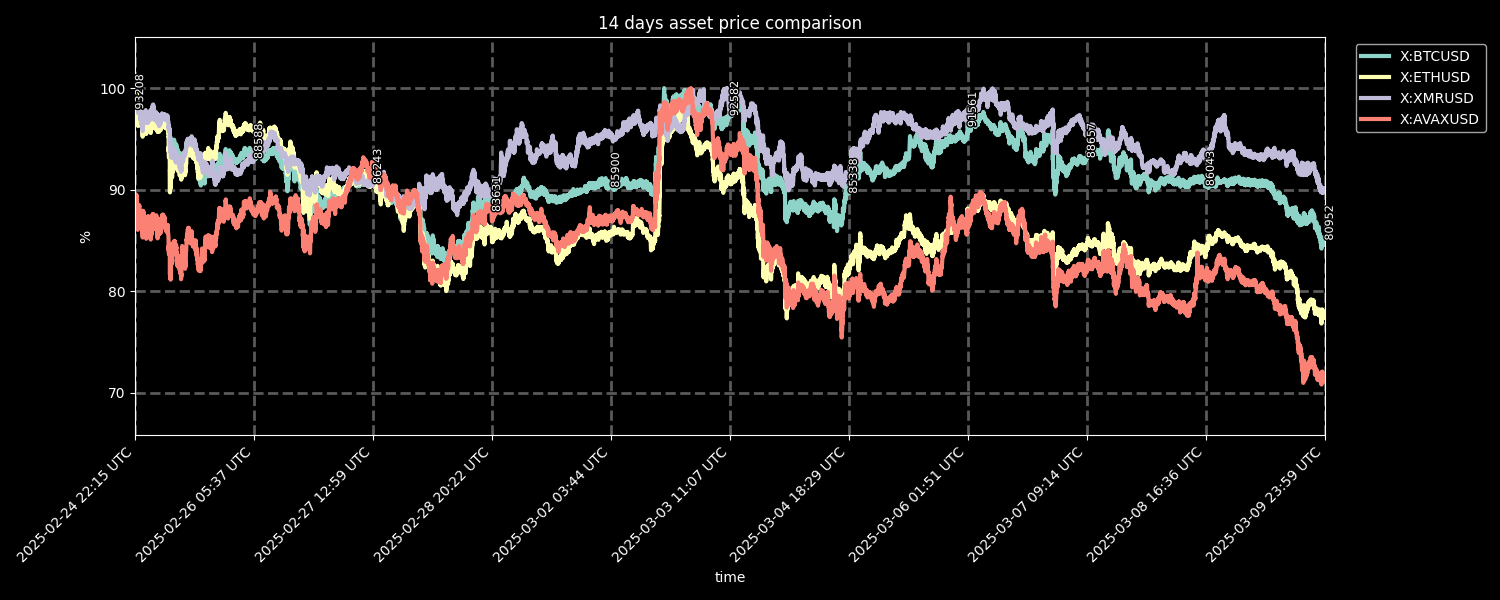 14 days asset price comparison
X:BTCUSD
X:ETHUSD
X:XMRUSD
X:AVAXUSD
100
90
80
70
%
93208
88588
86243
83631
85900
92582
85338
91561
88657
86043
80952
2025-02-24 22:15 UTC
2025-02-26 05:37 UTC
2025-02-27 12:59 UTC
2025-02-28 20:22 UTC
2025-03-02 03:44 UTC
2025-03-03 11:07 UTC
2025-03-04 18:29 UTC
2025-03-06 01:51 UTC
2025-03-07 09:14 UTC
2025-03-08 16:36 UTC
2025-03-09 23:59 UTC
time